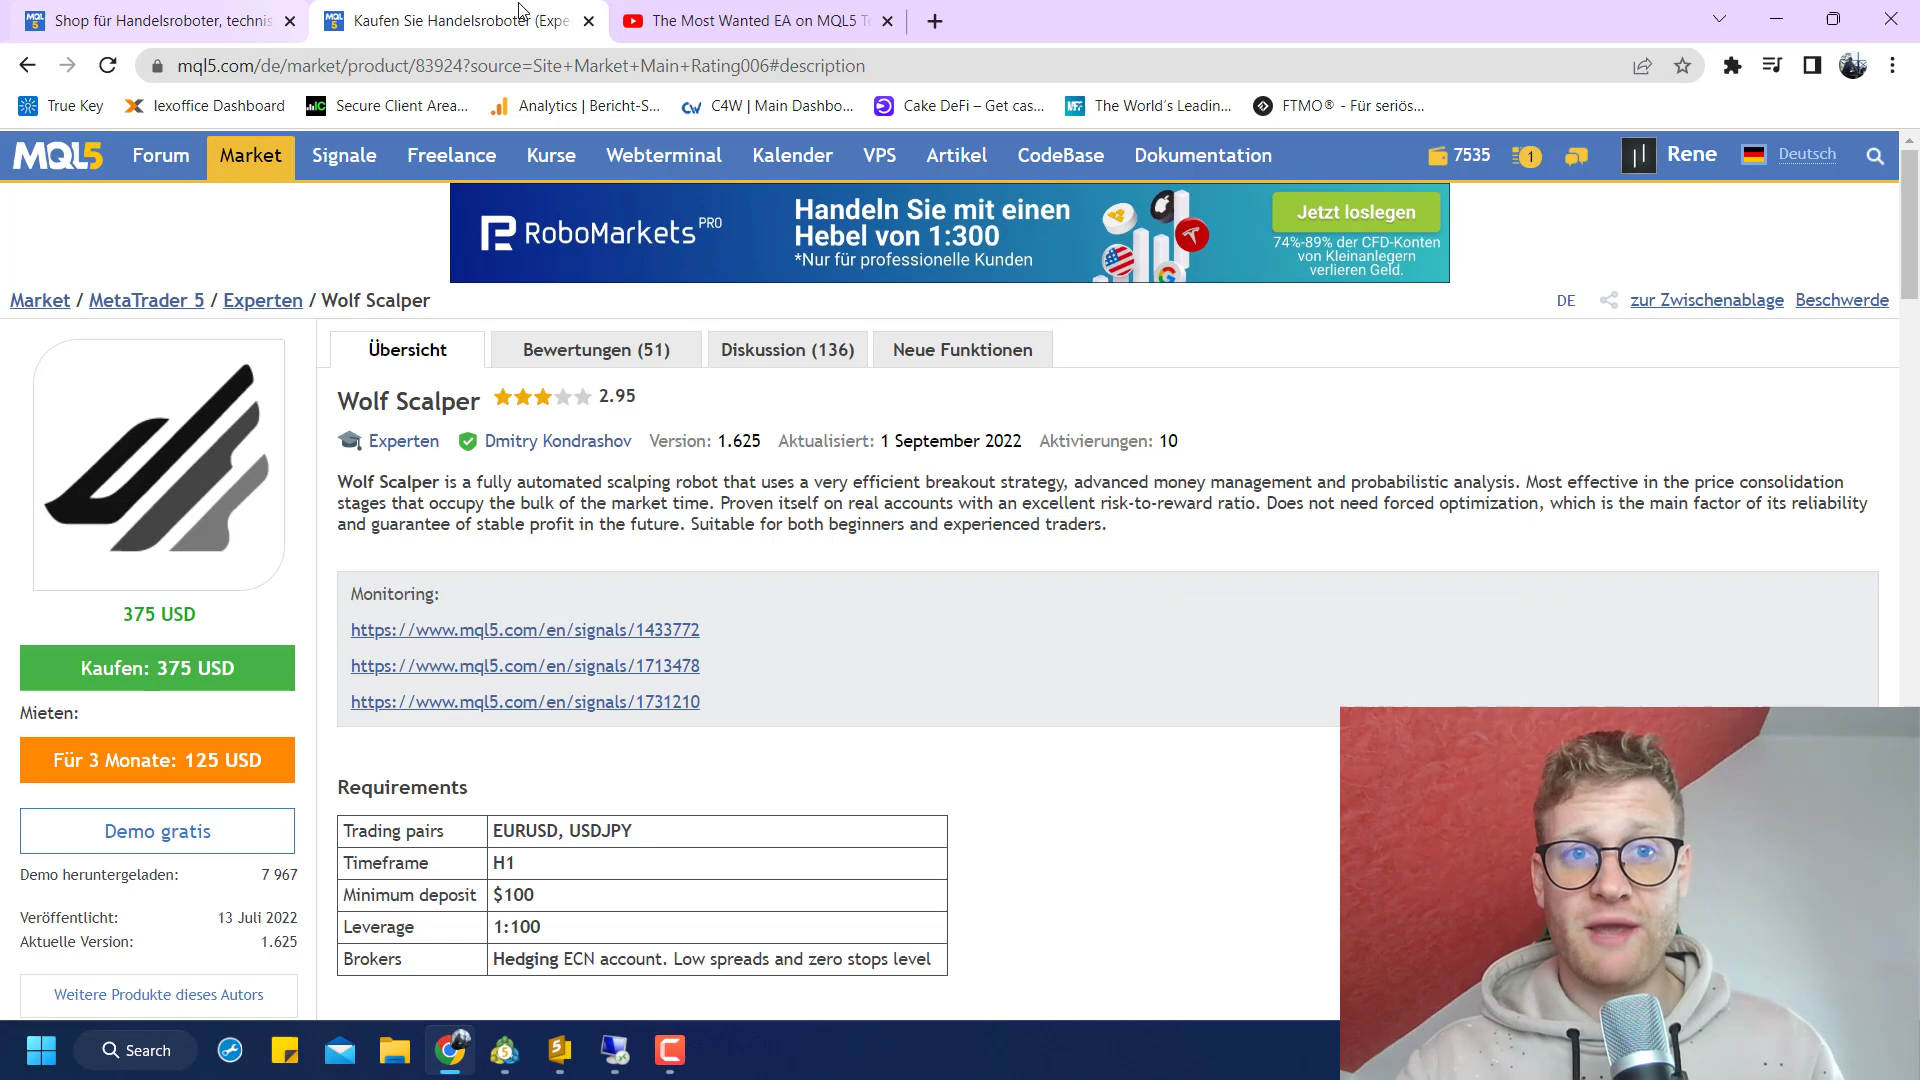 Shop für Handelsroboter, technis
Kaufen Sie Handelsroboter (Expe
The Most Wanted EA on MQL5 Te
mql5.com/de/market/product/83924?source=Site+Market+Main+Rating006#description
True Key
lexoffice Dashboard
Secure Client Area...
Analytics | Bericht-S...
C4W | Main Dashbo...
Cake DeFi – Get cas...
The World's Leadin...
FTMO® - Für seriös...
MQL5
Forum
Market
Signale
Freelance
Kurse
Webterminal
Kalender
VPS
Artikel
CodeBase
Dokumentation
7535
1
Rene
Deutsch
RoboMarkets PRO
Handeln Sie mit einen
Hebel von 1:300
*Nur für professionelle Kunden
Jetzt loslegen
74%-89% der CFD-Konten
von Kleinanlegern
verlieren Geld.
Market / MetaTrader 5 / Experten / Wolf Scalper
DE
zur Zwischenablage
Beschwerde
Übersicht
Bewertungen (51)
Diskussion (136)
Neue Funktionen
Wolf Scalper 2.95
Experten
Dmitry Kondrashov
Version: 1.625
Aktualisiert: 1 September 2022
Aktivierungen: 10
Wolf Scalper is a fully automated scalping robot that uses a very efficient breakout strategy, advanced money management and probabilistic analysis. Most effective in the price consolidation
stages that occupy the bulk of the market time. Proven itself on real accounts with an excellent risk-to-reward ratio. Does not need forced optimization, which is the main factor of its reliability
and guarantee of stable profit in the future. Suitable for both beginners and experienced traders.
Monitoring:
https://www.mql5.com/en/signals/1433772
https://www.mql5.com/en/signals/1713478
https://www.mql5.com/en/signals/1731210
375 USD
Kaufen: 375 USD
Mieten:
Für 3 Monate: 125 USD
Demo gratis
Demo heruntergeladen: 7 967
Veröffentlicht: 13 Juli 2022
Aktuelle Version: 1.625
Weitere Produkte dieses Autors
Requirements
Trading pairs EURUSD, USDJPY
Timeframe H1
Minimum deposit $100
Leverage 1:100
Brokers Hedging ECN account. Low spreads and zero stops level
Search